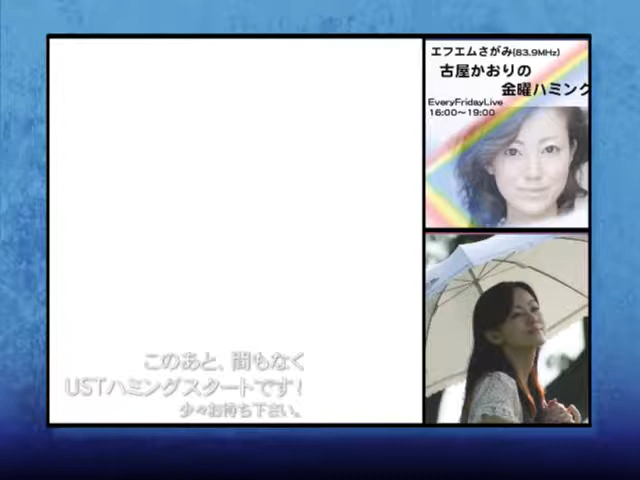 エフエムさがみ(83.9MHz)
古屋かおりの
金曜ハミング
EveryFridayLive
16:00〜19:00
このあと、間もなく
USTハミングスタートです!
少々お待ち下さい。